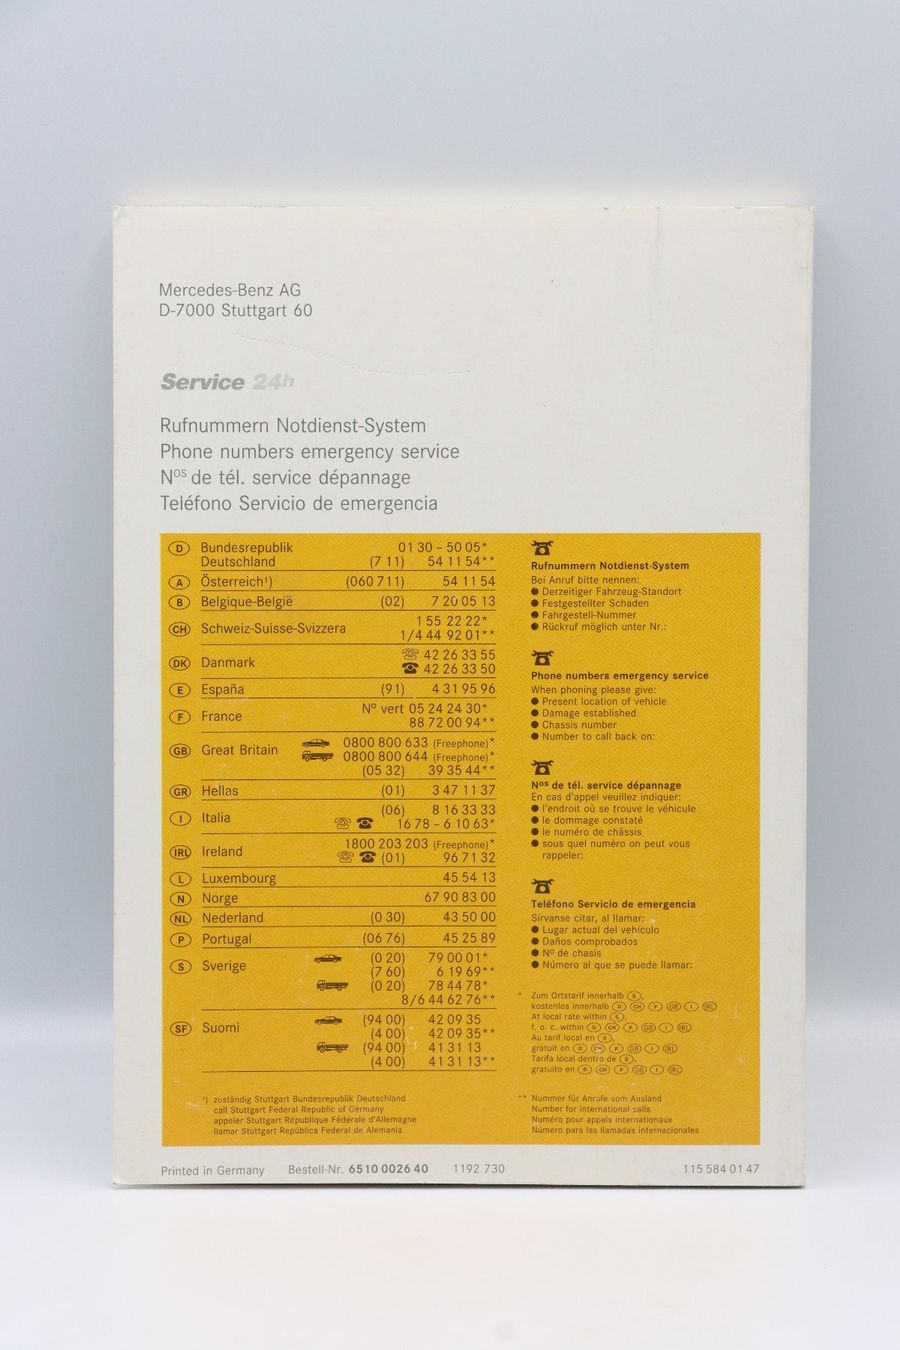 Mercedes-Benz AG
D-7000 Stuttgart 60
Service 24h
Rufnummern Notdienst-System
Phone numbers emergency service
Nos de tél. service dépannage
Teléfono Servicio de emergencia
D Bundesrepublik 01 30 – 50 05*
Deutschland (7 11) 54 11 54**
A Österreich¹) (060 711) 54 11 54
B Belgique-België (02) 7 20 05 13
CH Schweiz-Suisse-Svizzera 1 55 22 22*
1/4 44 92 01**
DK Danmark ☏ 42 26 33 55
☎ 42 26 33 50
E España (91) 4 31 95 96
F France N° vert 05 24 24 30*
88 72 00 94**
GB Great Britain 0800 800 633 (Freephone)*
0800 800 644 (Freephone)*
(05 32) 39 35 44**
GR Hellas (01) 3 47 11 37
I Italia (06) 8 16 33 33
☏ ☎ 16 78 – 6 10 63*
IRL Ireland 1800 203 203 (Freephone)*
☏ ☎ (01) 96 71 32
L Luxembourg 45 54 13
N Norge 67 90 83 00
NL Nederland (0 30) 43 50 00
P Portugal (06 76) 45 25 89
S Sverige (0 20) 79 00 01*
(7 60) 6 19 69**
(0 20) 78 44 78*
8/6 44 62 76**
SF Suomi (94 00) 42 09 35
(4 00) 42 09 35**
(94 00) 41 31 13
(4 00) 41 31 13**
¹) zuständig Stuttgart Bundesrepublik Deutschland
call Stuttgart Federal Republic of Germany
appeler Stuttgart République Fédérale d'Allemagne
llamar Stuttgart República Federal de Alemania
Rufnummern Notdienst-System
Bei Anruf bitte nennen:
● Derzeitiger Fahrzeug-Standort
● Festgestellter Schaden
● Fahrgestell-Nummer
● Rückruf möglich unter Nr.:
Phone numbers emergency service
When phoning please give:
● Present location of vehicle
● Damage established
● Chassis number
● Number to call back on:
Nos de tél. service dépannage
En cas d'appel veuillez indiquer:
● l'endroit où se trouve le véhicule
● le dommage constaté
● le numéro de châssis
● sous quel numéro on peut vous
rappeler:
Teléfono Servicio de emergencia
Sírvanse citar, al llamar:
● Lugar actual del vehículo
● Daños comprobados
● Nº de chasis
● Número al que se puede llamar:
* Zum Ortstarif innerhalb S,
kostenlos innerhalb D CH F GB I IRL
At local rate within S,
f. o. c. within D CH F GB I IRL
Au tarif local en S,
gratuit en D CH F GB I IRL
Tarifa local dentro de S,
gratuito en D CH F GB I IRL
** Nummer für Anrufe vom Ausland
Number for international calls
Numéro pour appels internationaux
Número para las llamadas internacionales
Printed in Germany Bestell-Nr. 6510 0026 40 1192 730 115 584 01 47